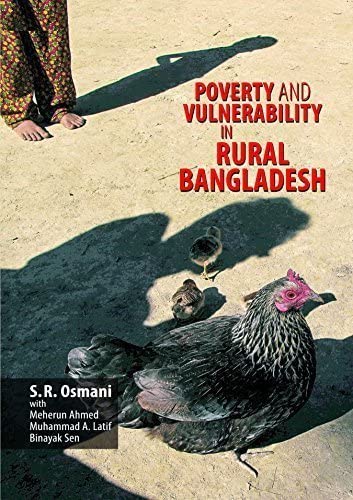 POVERTY AND
VULNERABILITY
IN
RURAL
BANGLADESH
S.R. Osmani
with
Meherun Ahmed
Muhammad A. Latif
Binayak Sen